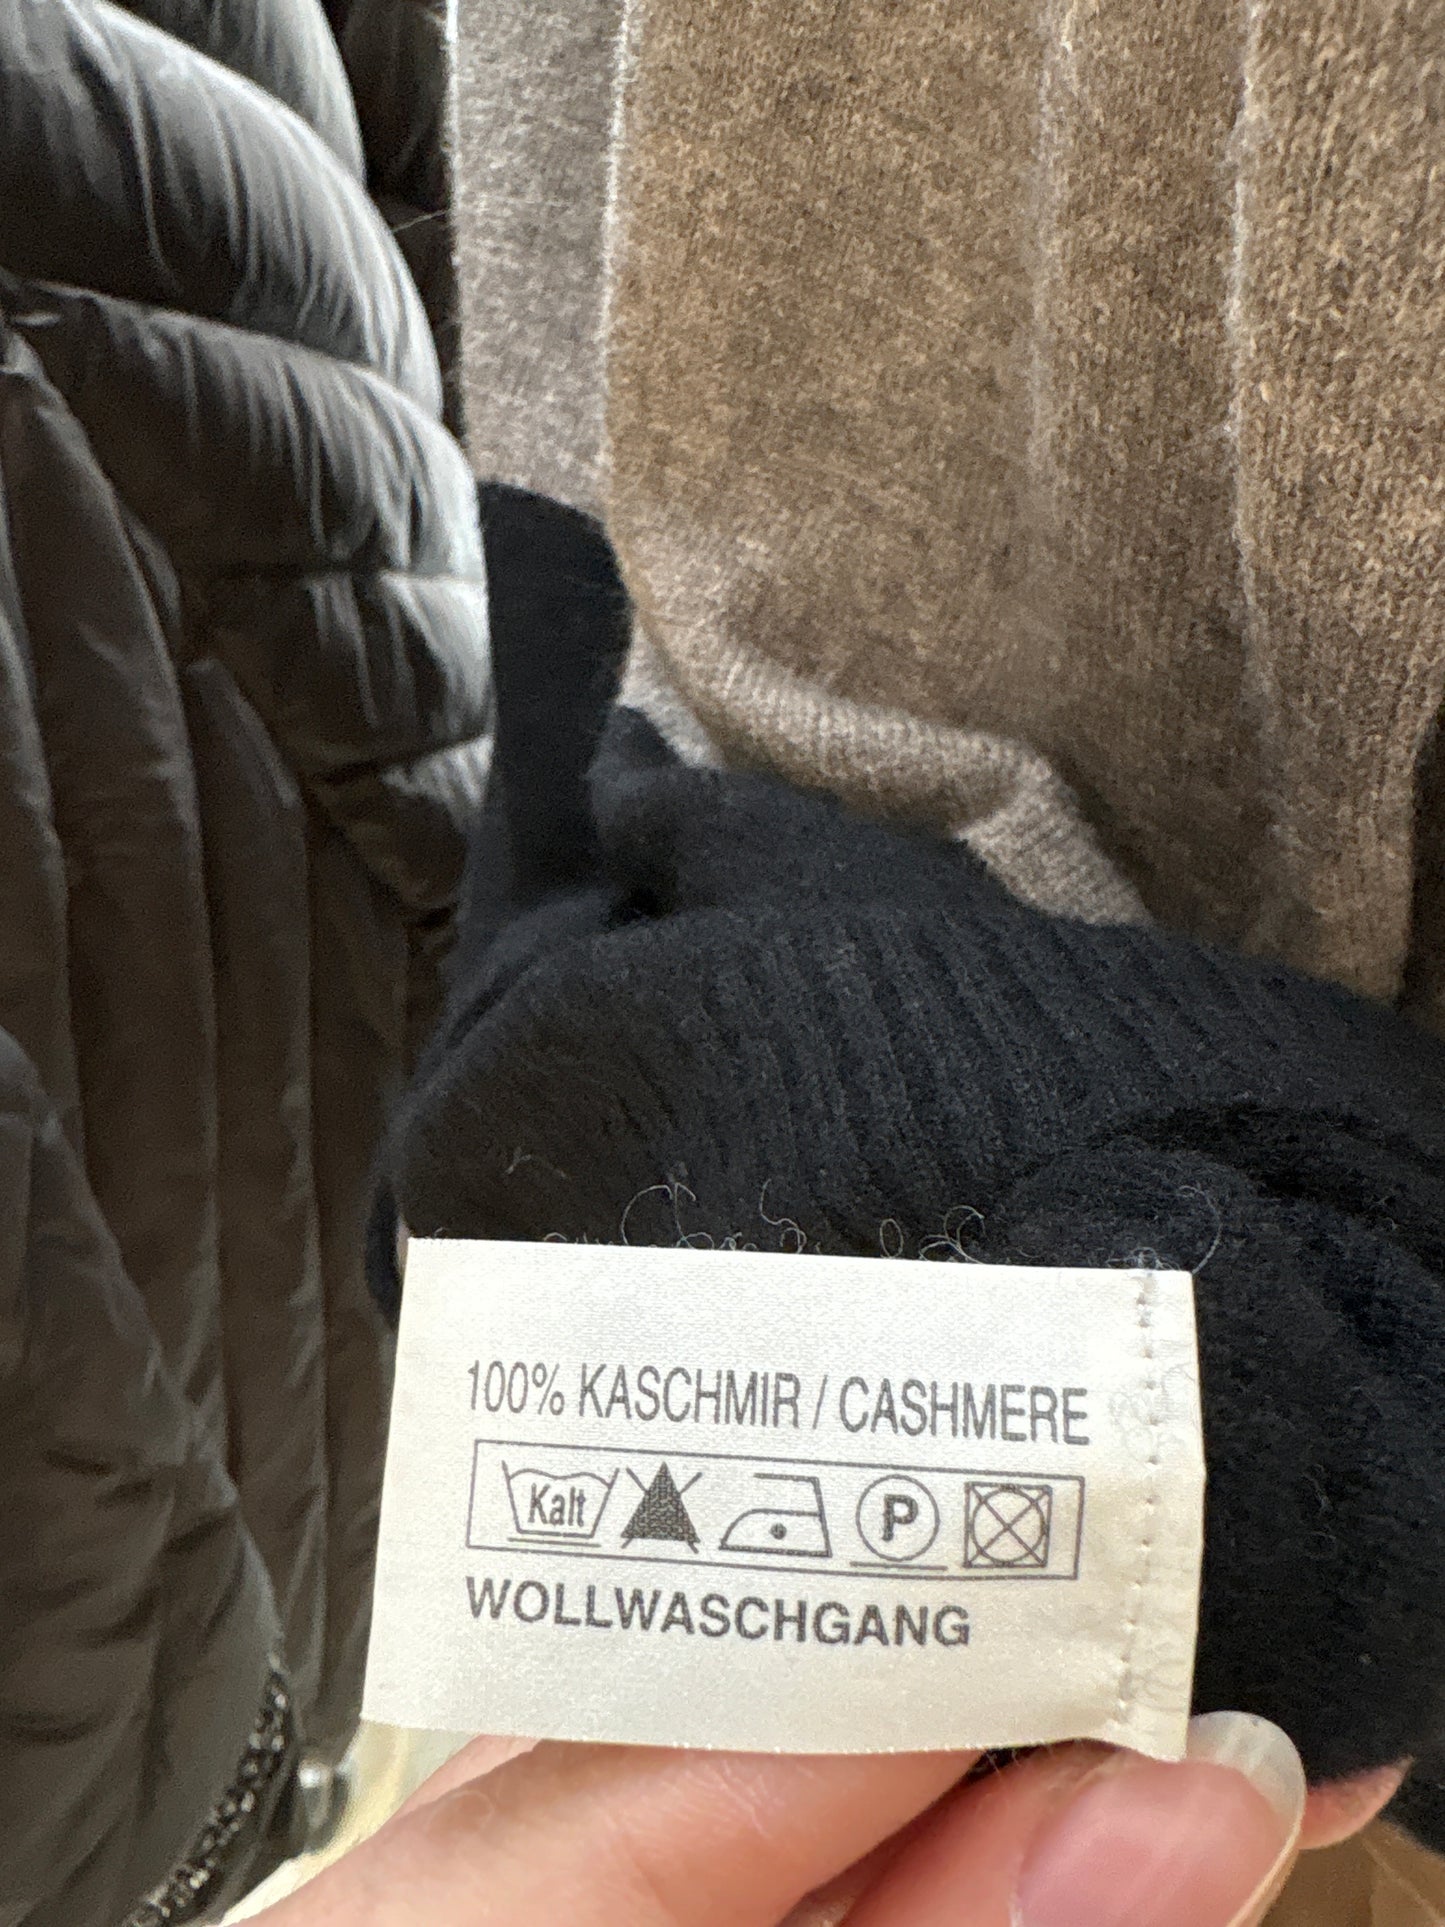 100% KASCHMIR / CASHMERE
Kalt P
WOLLWASCHGANG